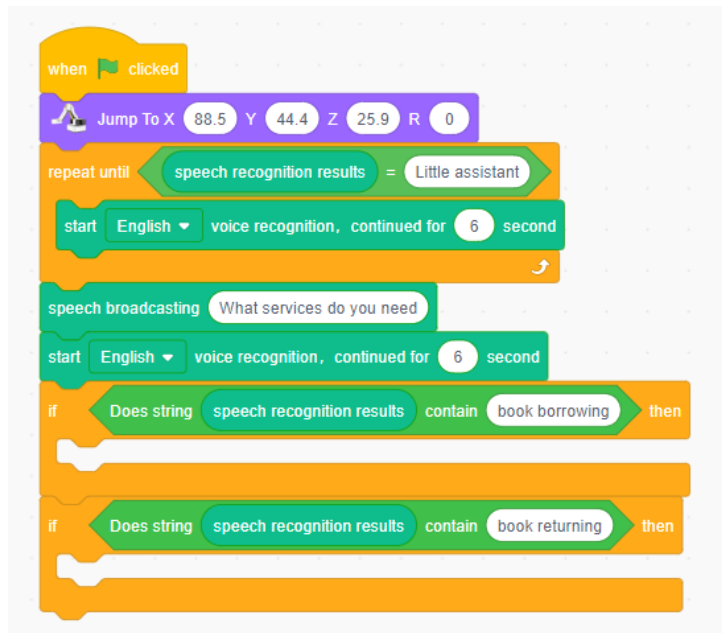 when clicked
Jump To X 88.5 Y 44.4 Z 25.9 R 0
repeat until speech recognition results = Little assistant
start English voice recognition, continued for 6 second
speech broadcasting What services do you need
start English voice recognition, continued for 6 second
if Does string speech recognition results contain book borrowing then
if Does string speech recognition results contain book returning then